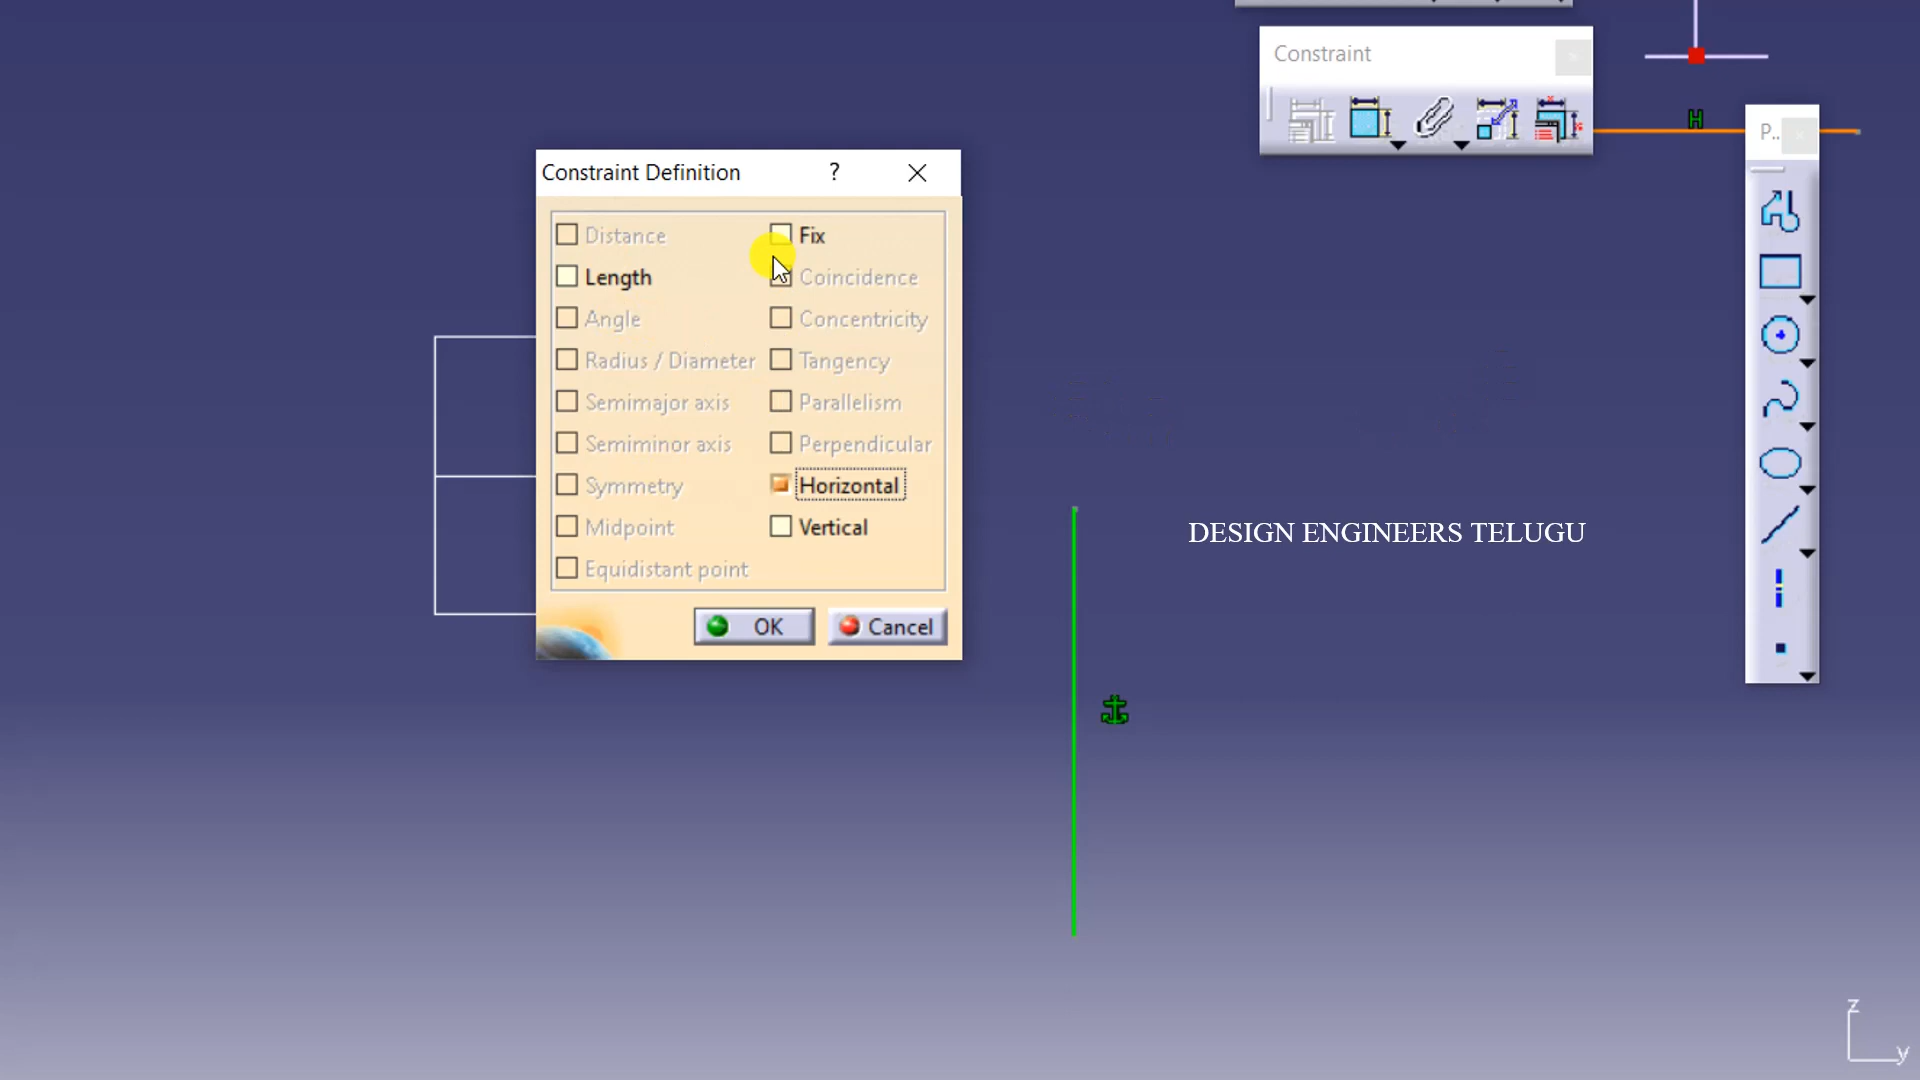 Constraint
H
P..
Constraint Definition ?
Distance
Fix
Length
Coincidence
Angle
Concentricity
Radius / Diameter
Tangency
Semimajor axis
Parallelism
Semiminor axis
Perpendicular
Symmetry
Horizontal
Midpoint
Vertical
Equidistant point
OK
Cancel
DESIGN ENGINEERS TELUGU
z
y